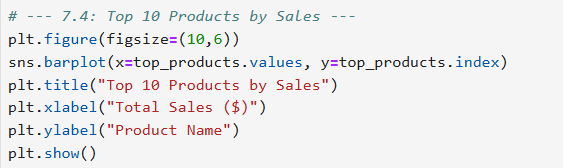 # --- 7.4: Top 10 Products by Sales ---
plt.figure(figsize=(10,6))
sns.barplot(x=top_products.values, y=top_products.index)
plt.title("Top 10 Products by Sales")
plt.xlabel("Total Sales ($)")
plt.ylabel("Product Name")
plt.show()